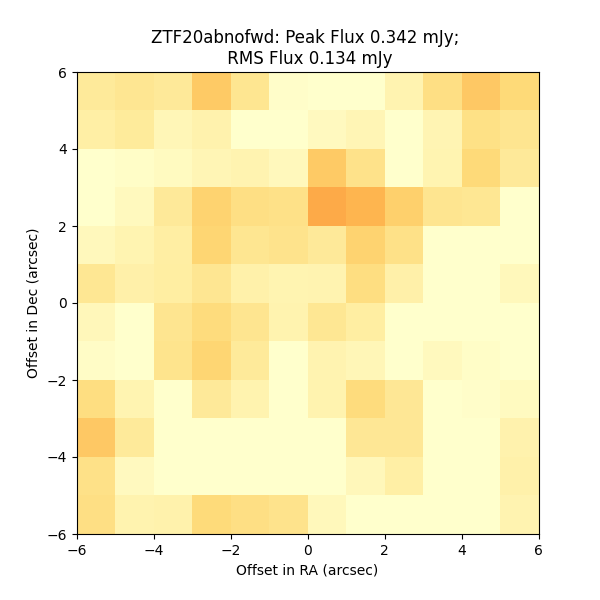 ZTF20abnofwd: Peak Flux 0.342 mJy;
RMS Flux 0.134 mJy
6
4
2
0
−2
−4
−6
Offset in Dec (arcsec)
−6 −4 −2 0 2 4 6
Offset in RA (arcsec)